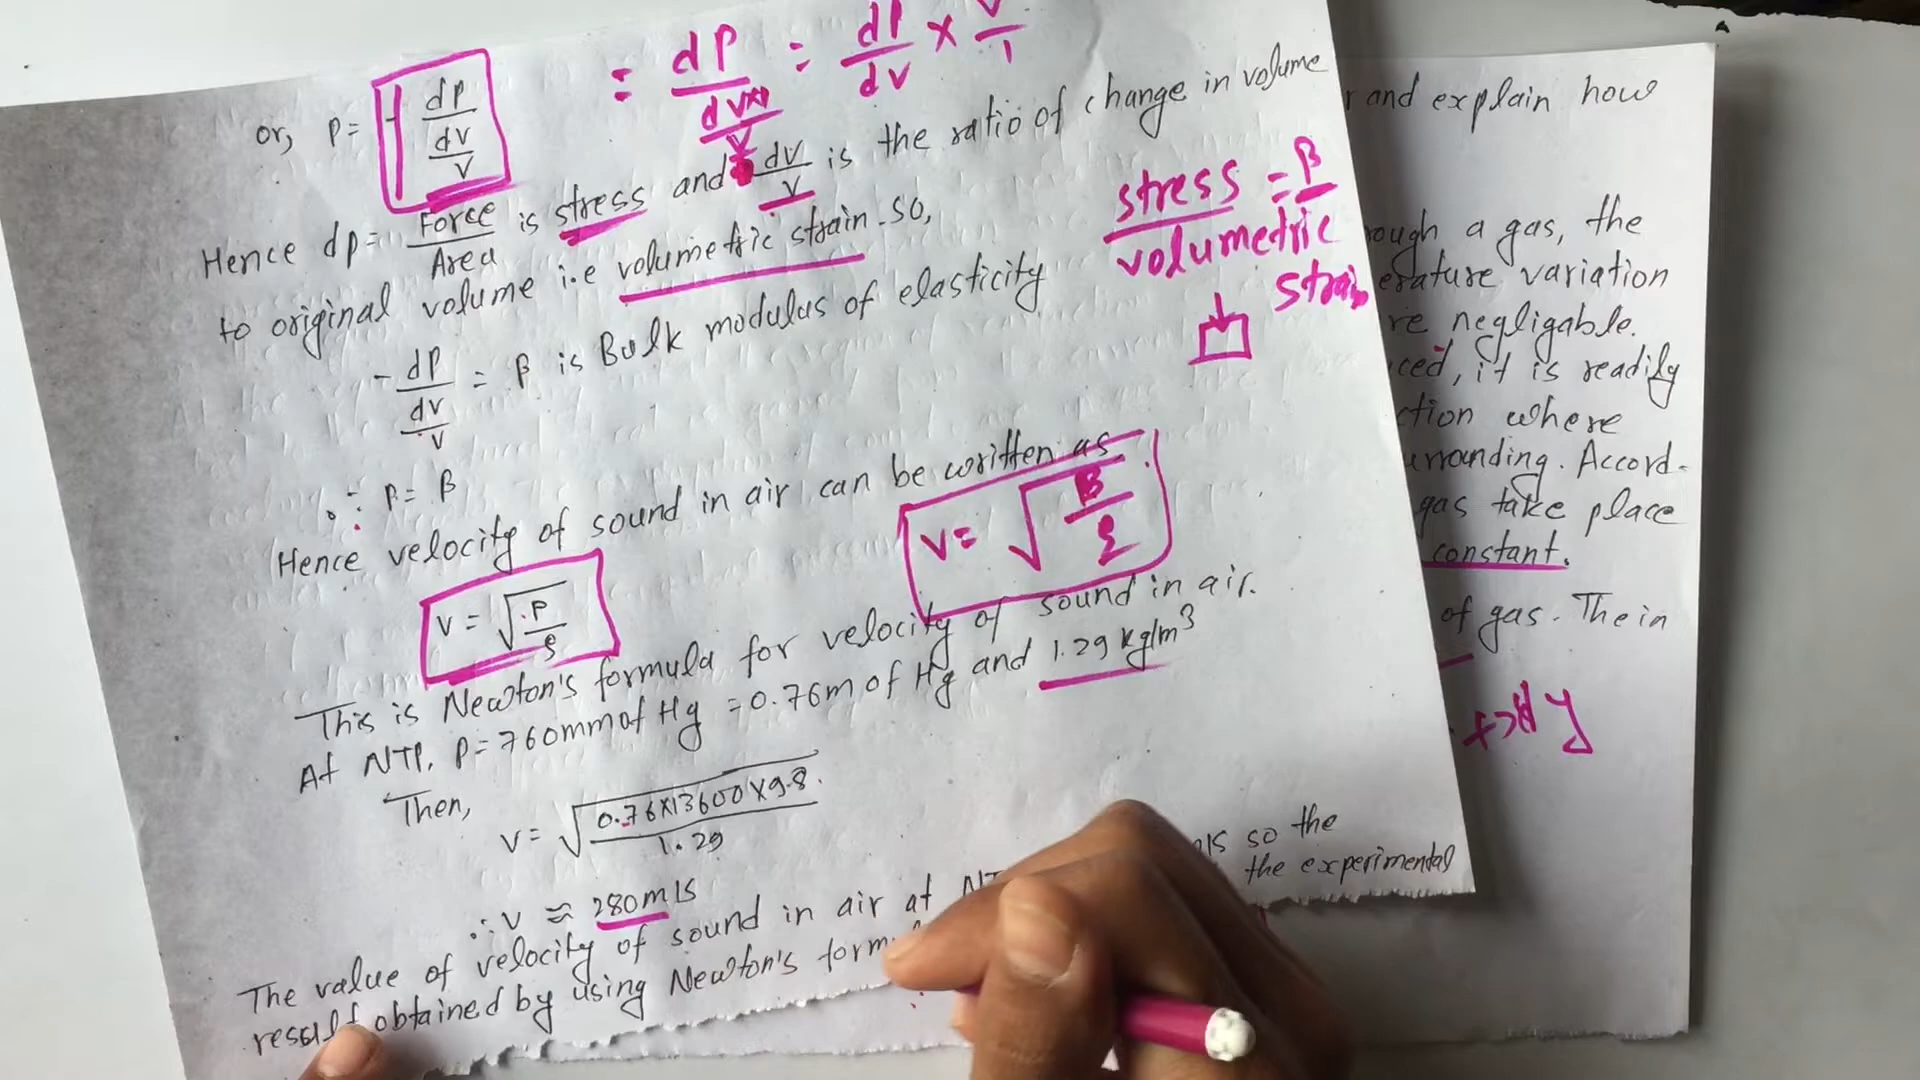 or, P = - dP / dv / v
= dP / dv×1 / v = dP / dv × v / 1
Hence dp = Force / Area is stress and dv / v is the ratio of change in volume
to original volume i.e volumetric strain. so,
stress / volumetric strain = β
- dP / dv / v = β is Bulk modulus of elasticity
∴ P = β
Hence velocity of sound in air can be written as
v = √ P / ρ
v = √ B / ρ
This is Newton's formula for velocity of sound in air.
At NTP, P = 760mm of Hg = 0.76m of Hg and 1.29 kg/m³
Then,
v = √ 0.76×13600×9.8 / 1.29
∴ v ≈ 280m/s
The value of velocity of sound in air at so the
result obtained by using Newton's the experimental
and explain how
a gas, the
variation
negligable.
it is readily
where
Accord-
gas take place
constant.
of gas. The in